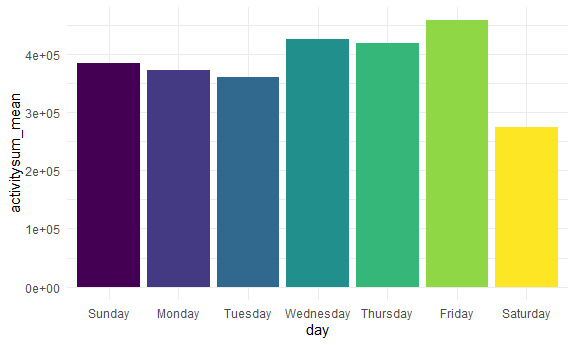 activitysum_mean
4e+05
3e+05
2e+05
1e+05
0e+00
Sunday Monday Tuesday Wednesday Thursday Friday Saturday
day